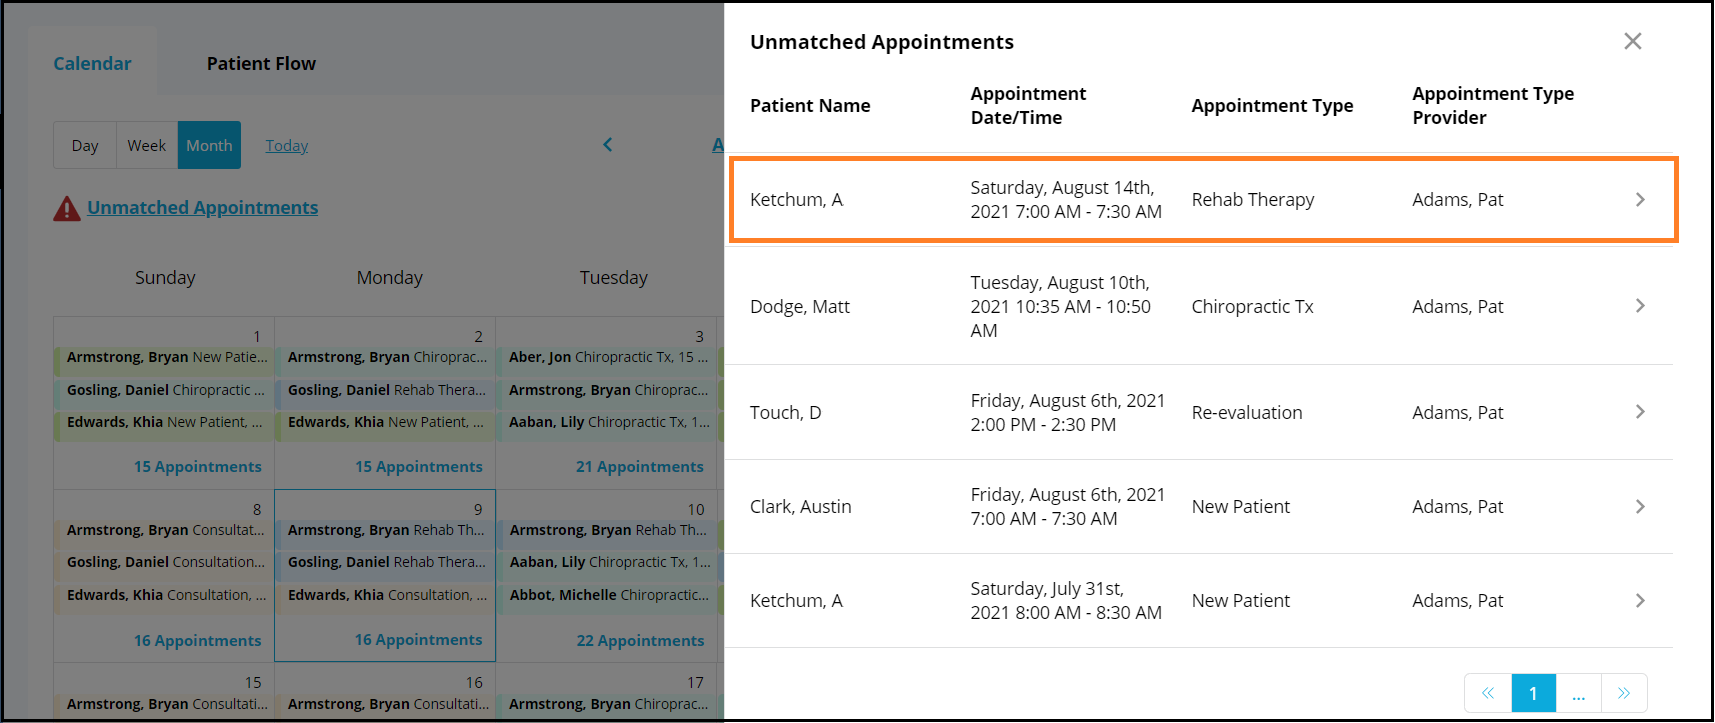 Calendar
Patient Flow
Day
Week
Month
Today
A
Unmatched Appointments
Sunday
Monday
Tuesday
1
Armstrong, Bryan New Patie...
Gosling, Daniel Chiropractic ...
Edwards, Khia New Patient, ...
15 Appointments
2
Armstrong, Bryan Chiroprac...
Gosling, Daniel Rehab Thera...
Edwards, Khia New Patient, ...
15 Appointments
3
Aber, Jon Chiropractic Tx, 15 ...
Armstrong, Bryan Chiroprac...
Aaban, Lily Chiropractic Tx, 1...
21 Appointments
8
Armstrong, Bryan Consultat...
Gosling, Daniel Consultation...
Edwards, Khia Consultation, ...
16 Appointments
9
Armstrong, Bryan Rehab Th...
Gosling, Daniel Rehab Thera...
Edwards, Khia Consultation, ...
16 Appointments
10
Armstrong, Bryan Rehab Th...
Aaban, Lily Chiropractic Tx, 1...
Abbot, Michelle Chiropractic...
22 Appointments
15
Armstrong, Bryan Consultati...
16
Armstrong, Bryan Consultati...
17
Armstrong, Bryan Chiroprac...
Unmatched Appointments
Patient Name
Appointment
Date/Time
Appointment Type
Appointment Type
Provider
Ketchum, A
Saturday, August 14th,
2021 7:00 AM - 7:30 AM
Rehab Therapy
Adams, Pat
Dodge, Matt
Tuesday, August 10th,
2021 10:35 AM - 10:50
AM
Chiropractic Tx
Adams, Pat
Touch, D
Friday, August 6th, 2021
2:00 PM - 2:30 PM
Re-evaluation
Adams, Pat
Clark, Austin
Friday, August 6th, 2021
7:00 AM - 7:30 AM
New Patient
Adams, Pat
Ketchum, A
Saturday, July 31st,
2021 8:00 AM - 8:30 AM
New Patient
Adams, Pat
« 1 ... »